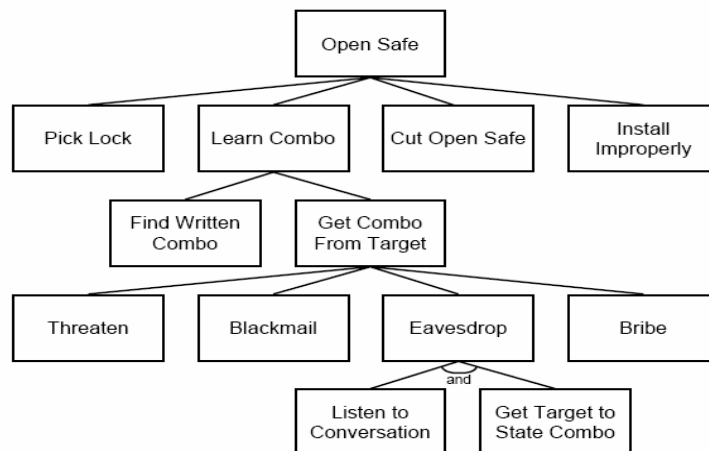 Open Safe
Pick Lock
Learn Combo
Cut Open Safe
Install
Improperly
Find Written
Combo
Get Combo
From Target
Threaten
Blackmail
Eavesdrop
Bribe
and
Listen to
Conversation
Get Target to
State Combo